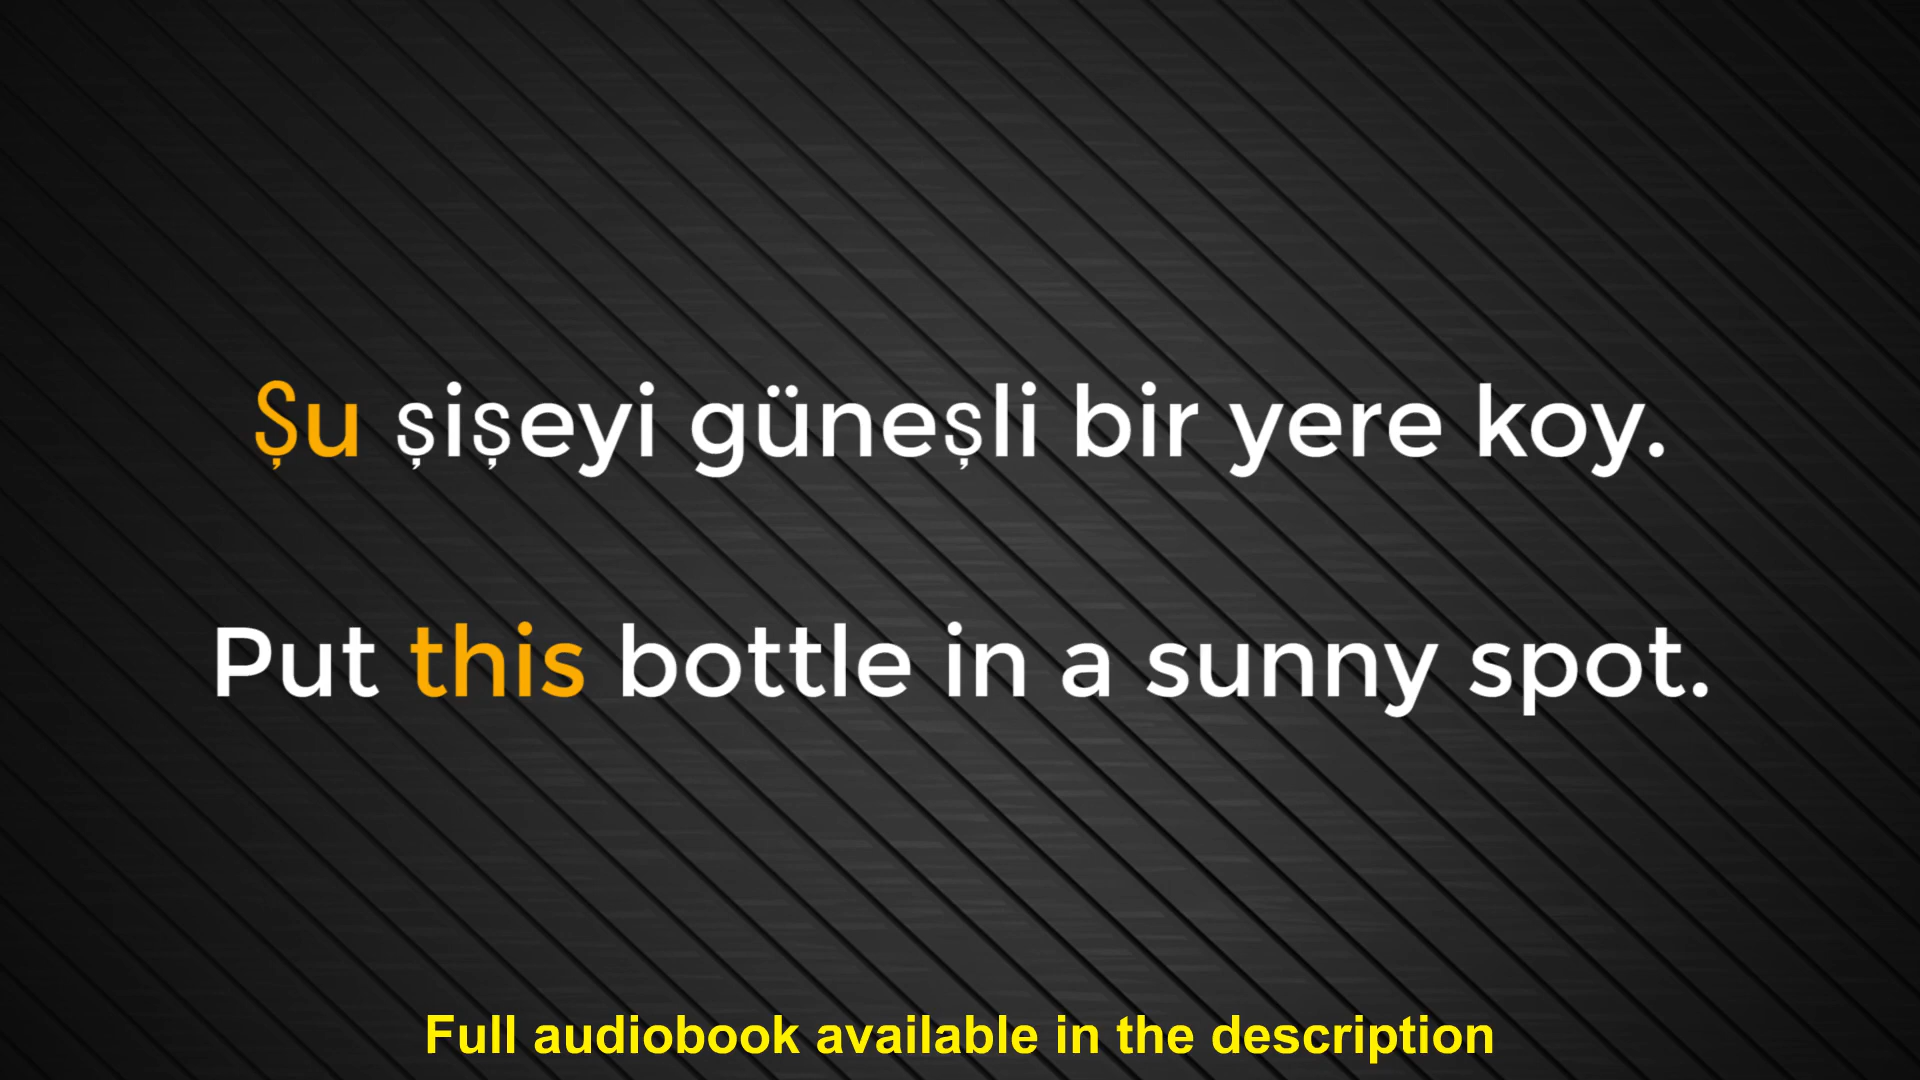 Şu şişeyi güneşli bir yere koy.
Put this bottle in a sunny spot.
Full audiobook available in the description